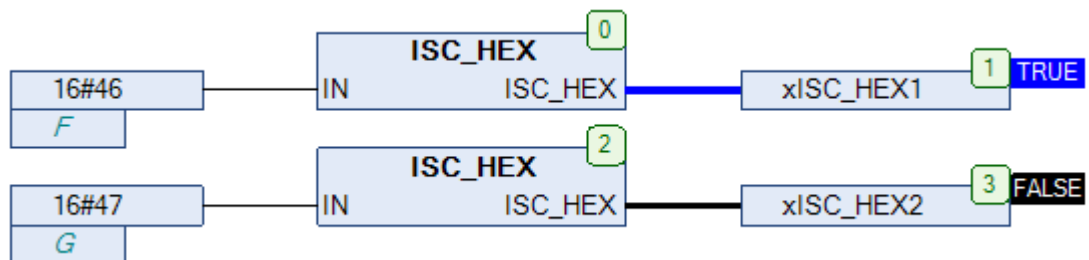 0
ISC_HEX
1 TRUE
16#46 IN ISC_HEX xISC_HEX1
F
2
ISC_HEX
3 FALSE
16#47 IN ISC_HEX xISC_HEX2
G